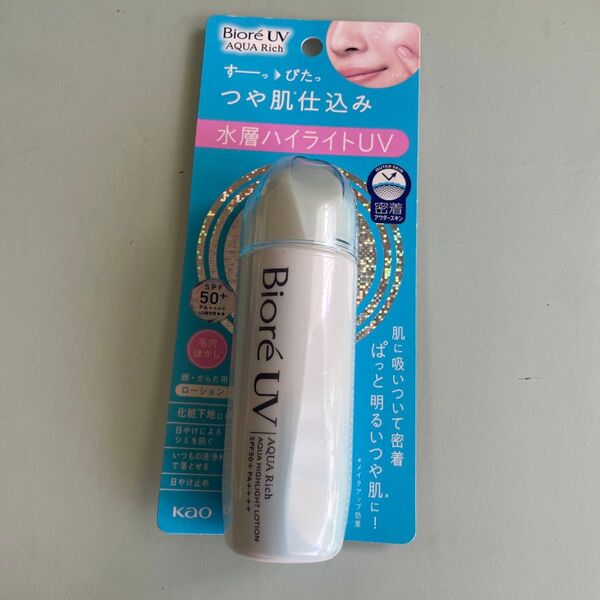 Bioré UV
AQUA Rich
すーっ▶ぴたっ
つや肌*仕込み
水層ハイライトUV
OUTER SKIN
密着
アウタースキン
SPF
50+
PA++++
毛穴
ぼかし
顔・からだ用
ローション
化粧下地に
日やけによる
シミを防ぐ
いつもの洗浄料
で落とせる
日やけ止め
Kao
肌に吸いついて密着
ぱっと明るいつや肌*に!
*メイクアップ効果
Bioré UV
AQUA Rich
AQUA HIGHLIGHT LOTION
SPF50+ PA++++